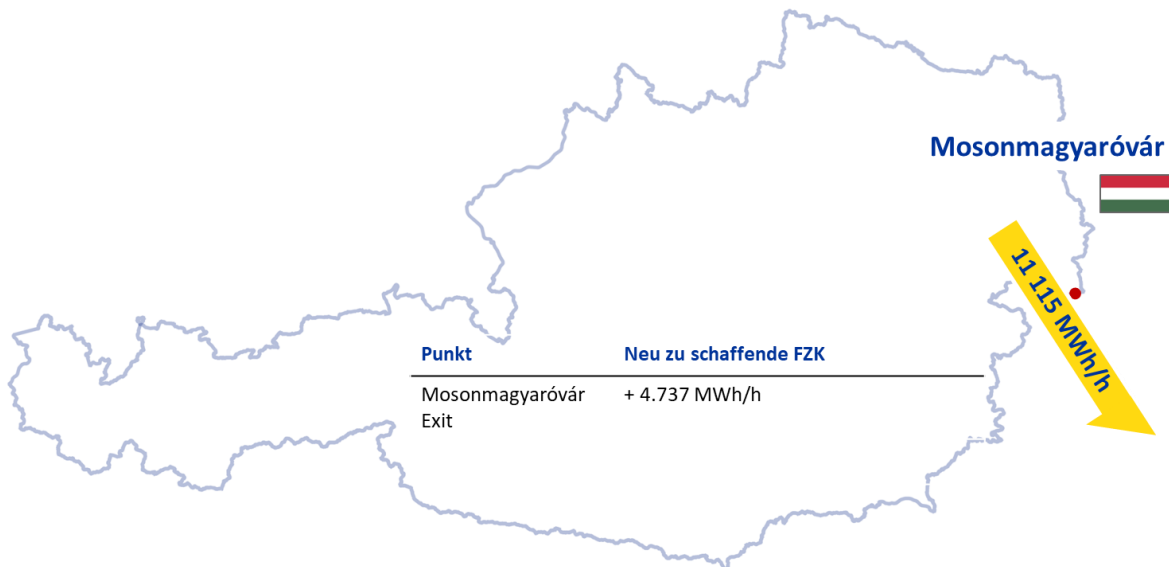 Mosonmagyaróvár
11 115 MWh/h
Punkt Neu zu schaffende FZK
Mosonmagyaróvár + 4.737 MWh/h
Exit